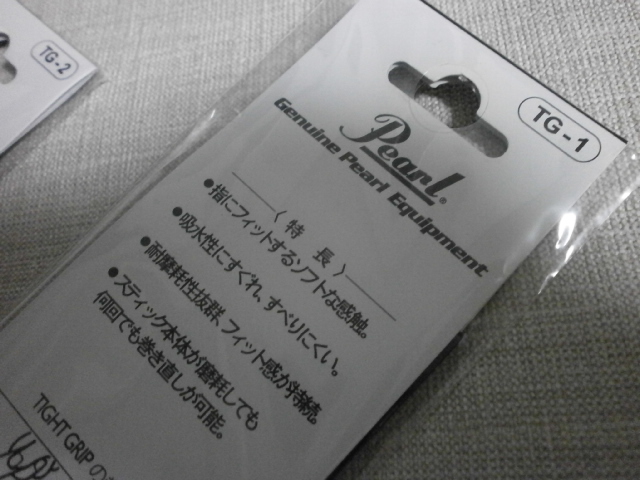 TG-2
TG-1
Pearl
Genuine Pearl Equipment
〈特長〉
●指にフィットするソフトな感触。
●吸水性にすぐれ、すべりにくい。
●耐摩耗性抜群、フィット感が持続。
●スティック本体が磨耗しても
何回でも巻き直しが可能。
TIGHT GRIP の